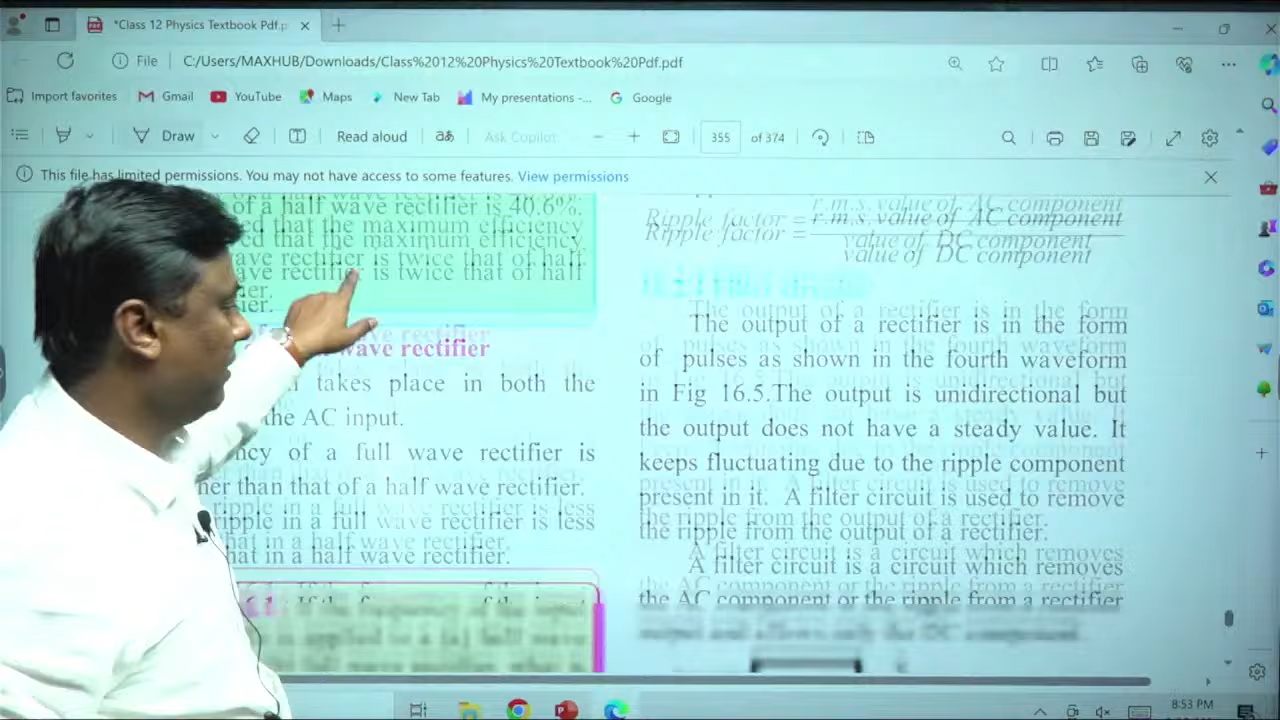 *Class 12 Physics Textbook Pdf.p
File C:/Users/MAXHUB/Downloads/Class%2012%20Physics%20Textbook%20Pdf.pdf
Import favorites Gmail YouTube Maps New Tab My presentations -... Google
Draw Read aloud Ask Copilot 355 of 374
This file has limited permissions. You may not have access to some features. View permissions
of a half wave rectifier is 40.6%.
that the maximum efficiency
rectifier is twice that of half
wave rectifier
takes place in both the
the AC input.
of a full wave rectifier is
than that of a half wave rectifier.
ripple in a full wave rectifier is less
in a half wave rectifier.
Ripple factor = r.m.s. value of AC component
value of DC component
The output of a rectifier is in the form
of pulses as shown in the fourth waveform
in Fig 16.5.The output is unidirectional but
the output does not have a steady value. It
keeps fluctuating due to the ripple component
present in it. A filter circuit is used to remove
the ripple from the output of a rectifier.
A filter circuit is a circuit which removes
the AC component or the ripple from a rectifier
output and allows only the DC component.
8:53 PM